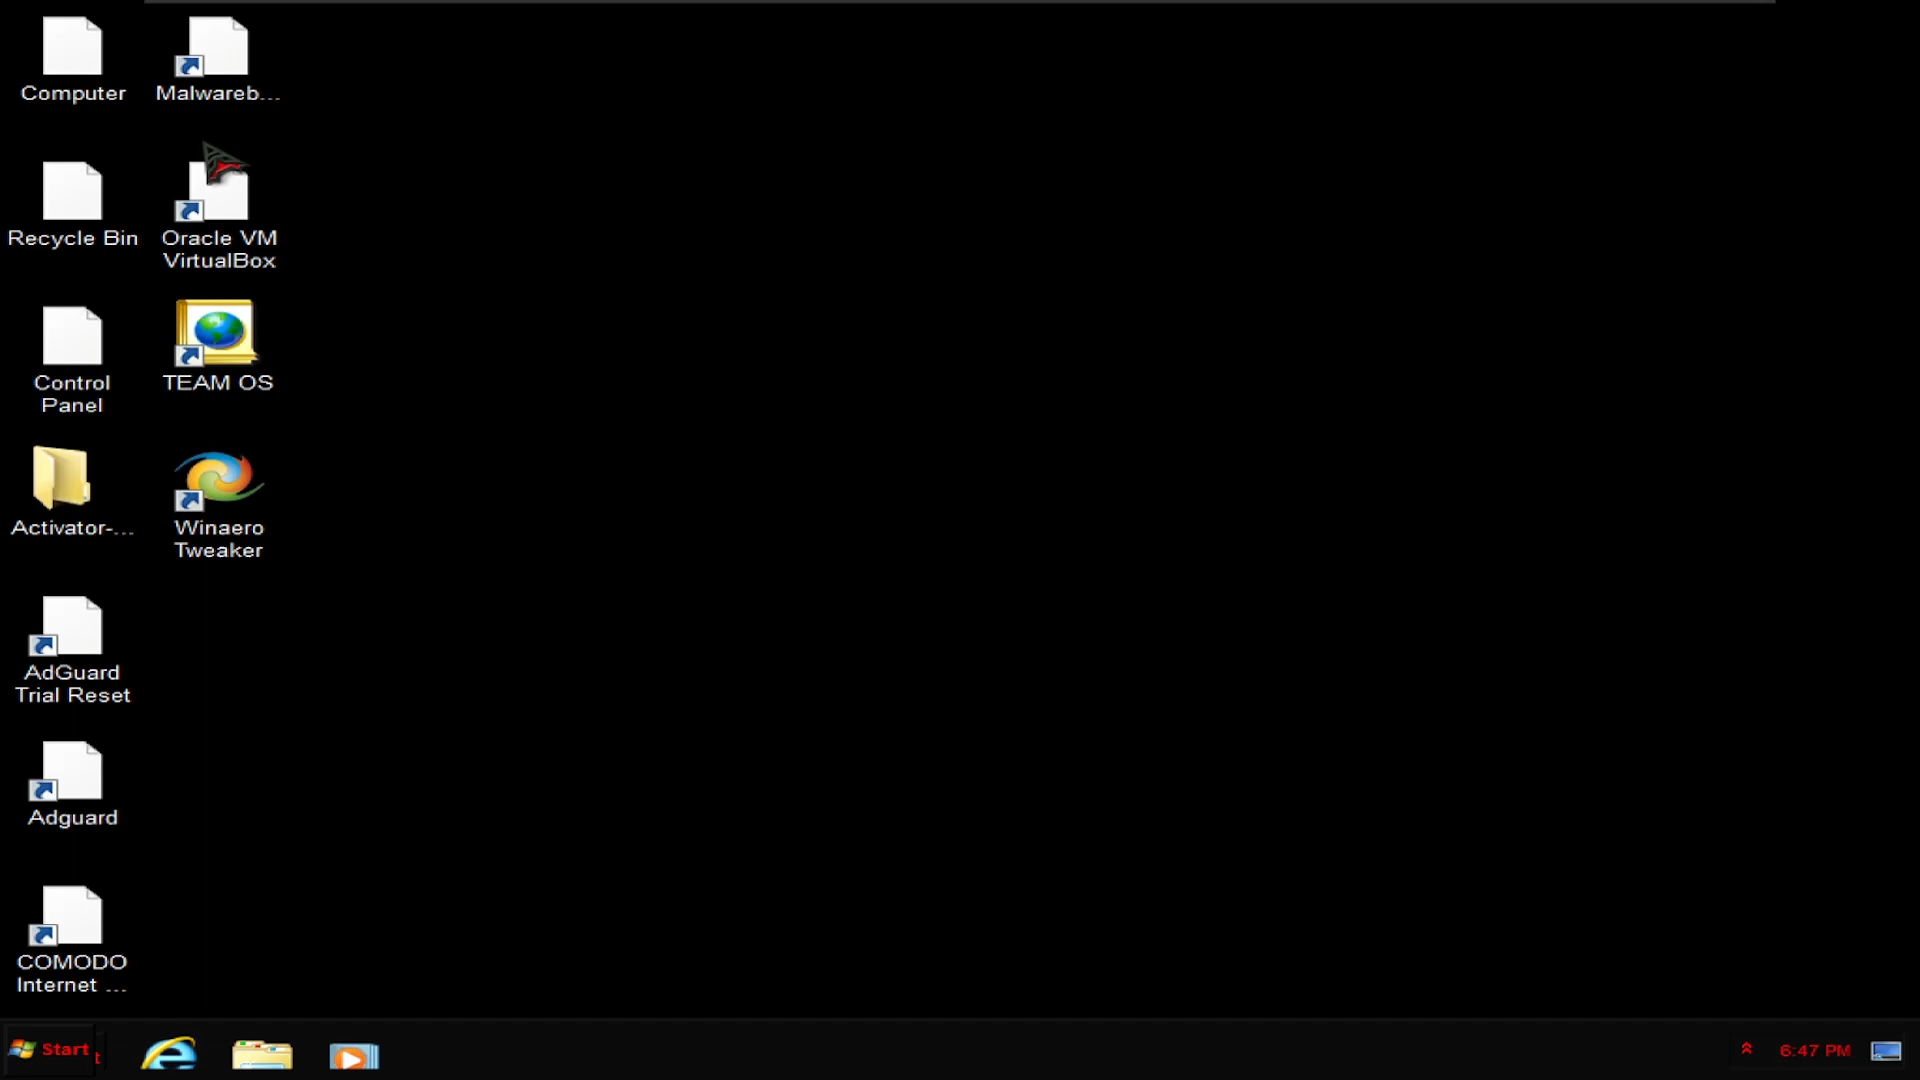 Computer
Malwareb...
Recycle Bin
Oracle VM
VirtualBox
Control
Panel
TEAM OS
Activator-...
Winaero
Tweaker
AdGuard
Trial Reset
Adguard
COMODO
Internet ...
Start
t
6:47 PM